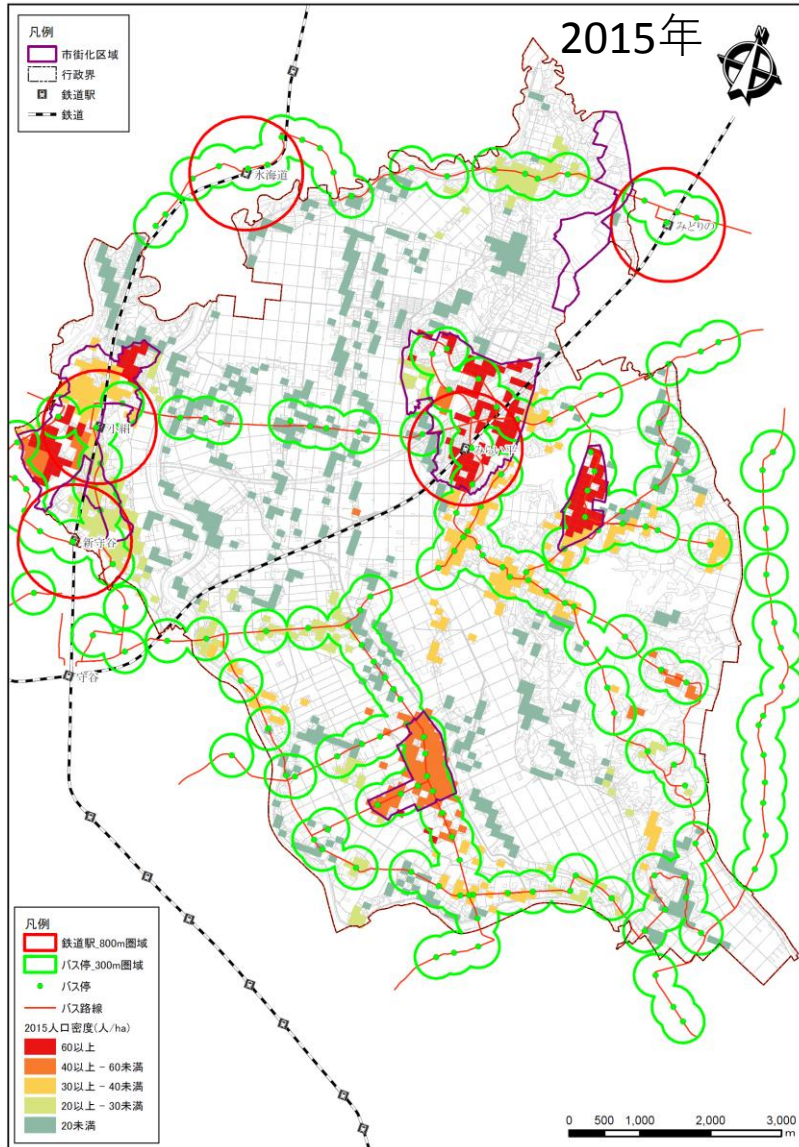 2015年
凡例
市街化区域
行政界
鉄道駅
鉄道
水海道
みどりの
小絹
みらい平
新守谷
守谷
凡例
鉄道駅_800m圏域
バス停_300m圏域
バス停
バス路線
2015人口密度(人/ha)
60以上
40以上 - 60未満
30以上 - 40未満
20以上 - 30未満
20未満
0 500 1,000 2,000 3,000
m